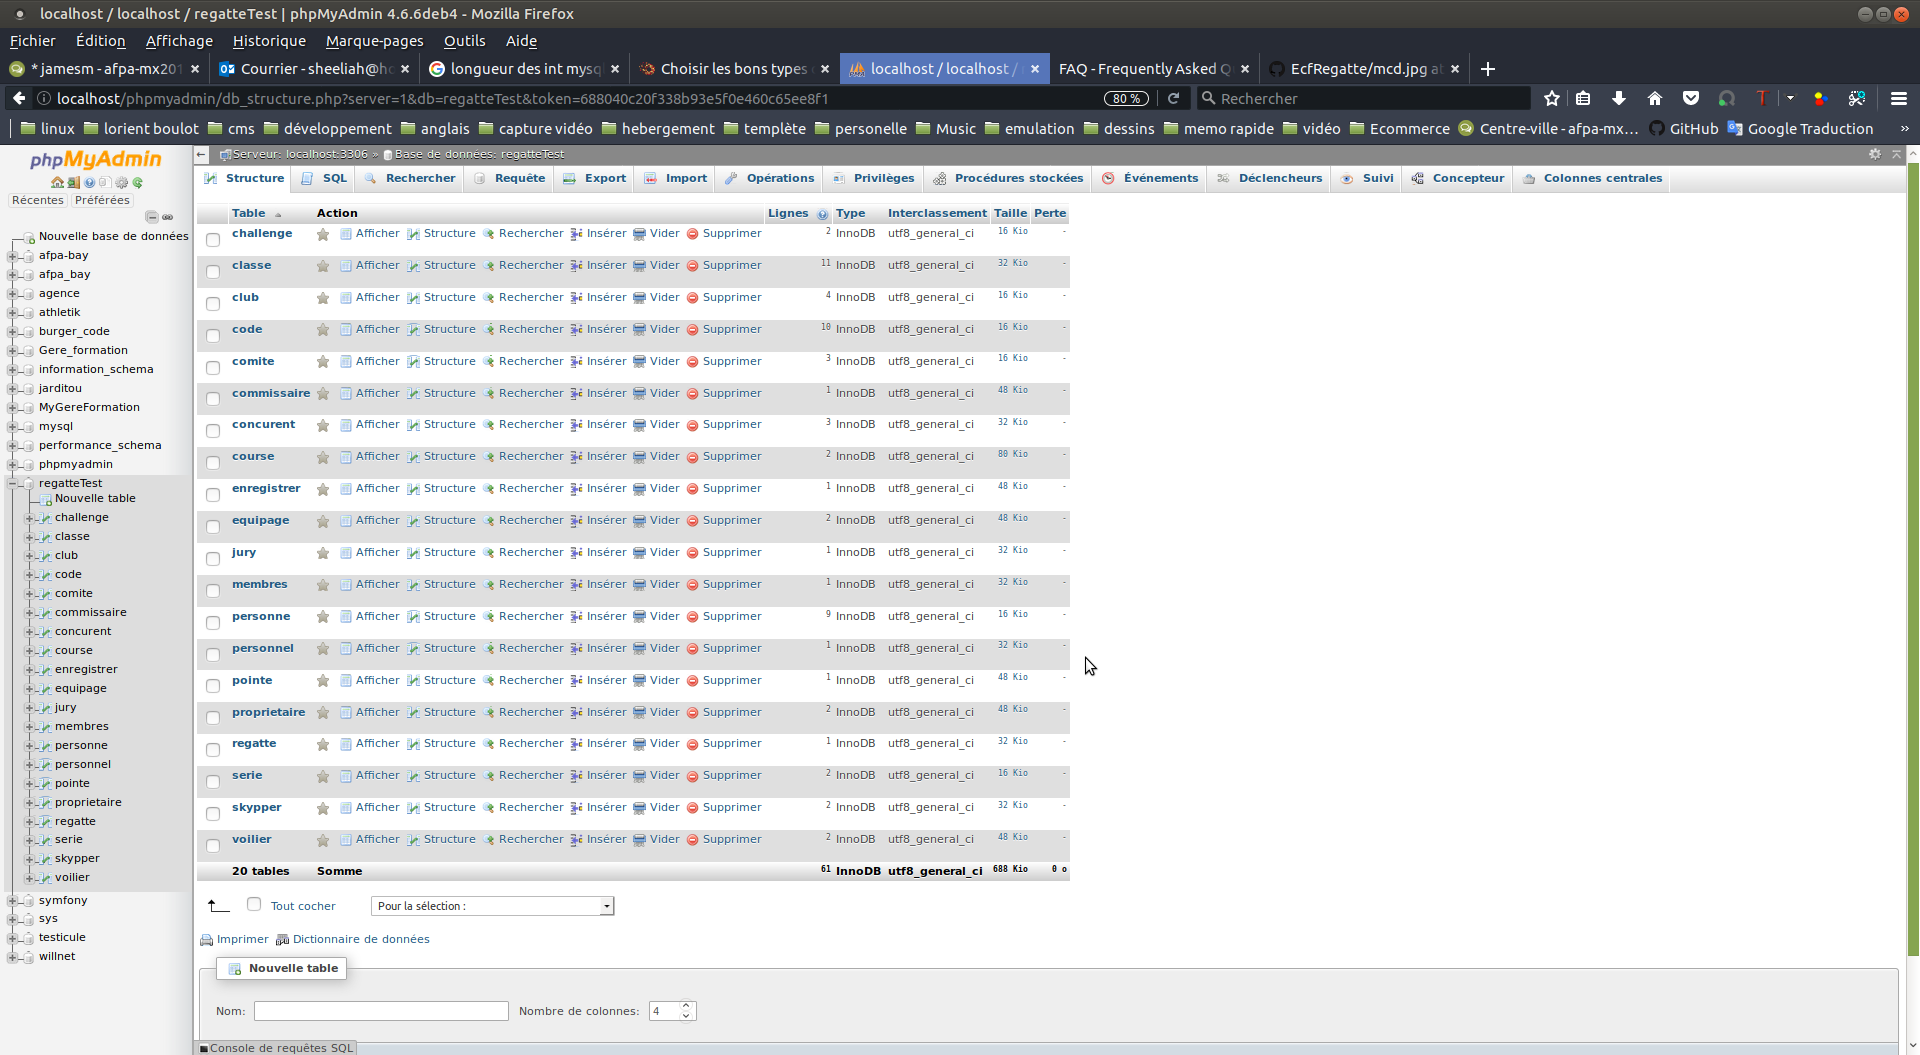 localhost / localhost / regatteTest | phpMyAdmin 4.6.6deb4 - Mozilla Firefox
Fichier Édition Affichage Historique Marque-pages Outils Aide
* jamesm - afpa-mx201 Courrier - sheeliah@ho longueur des int mysql Choisir les bons types localhost / localhost / FAQ - Frequently Asked Q EcfRegatte/mcd.jpg at
localhost/phpmyadmin/db_structure.php?server=1&db=regatteTest&token=688040c20f338b93e5f0e460c65ee8f1 80 % Rechercher
linux lorient boulot cms développement anglais capture vidéo hebergement templète personelle Music emulation dessins memo rapide vidéo Ecommerce Centre-ville - afpa-mx... GitHub Google Traduction »
phpMyAdmin
Récentes Préférées
Nouvelle base de données
afpa-bay
afpa_bay
agence
athletik
burger_code
Gere_formation
information_schema
jarditou
MyGereFormation
mysql
performance_schema
phpmyadmin
regatteTest
Nouvelle table
challenge
classe
club
code
comite
commissaire
concurent
course
enregistrer
equipage
jury
membres
personne
personnel
pointe
proprietaire
regatte
serie
skypper
voilier
symfony
sys
testicule
willnet
Serveur: localhost:3306 » Base de données: regatteTest
Structure SQL Rechercher Requête Export Import Opérations Privilèges Procédures stockées Événements Déclencheurs Suivi Concepteur Colonnes centrales
Table Action Lignes Type Interclassement Taille Perte
challenge Afficher Structure Rechercher Insérer Vider Supprimer 2 InnoDB utf8_general_ci 16 Kio -
classe Afficher Structure Rechercher Insérer Vider Supprimer 11 InnoDB utf8_general_ci 32 Kio -
club Afficher Structure Rechercher Insérer Vider Supprimer 4 InnoDB utf8_general_ci 16 Kio -
code Afficher Structure Rechercher Insérer Vider Supprimer 10 InnoDB utf8_general_ci 16 Kio -
comite Afficher Structure Rechercher Insérer Vider Supprimer 3 InnoDB utf8_general_ci 16 Kio -
commissaire Afficher Structure Rechercher Insérer Vider Supprimer 1 InnoDB utf8_general_ci 48 Kio -
concurent Afficher Structure Rechercher Insérer Vider Supprimer 3 InnoDB utf8_general_ci 32 Kio -
course Afficher Structure Rechercher Insérer Vider Supprimer 2 InnoDB utf8_general_ci 80 Kio -
enregistrer Afficher Structure Rechercher Insérer Vider Supprimer 1 InnoDB utf8_general_ci 48 Kio -
equipage Afficher Structure Rechercher Insérer Vider Supprimer 2 InnoDB utf8_general_ci 48 Kio -
jury Afficher Structure Rechercher Insérer Vider Supprimer 1 InnoDB utf8_general_ci 32 Kio -
membres Afficher Structure Rechercher Insérer Vider Supprimer 1 InnoDB utf8_general_ci 32 Kio -
personne Afficher Structure Rechercher Insérer Vider Supprimer 9 InnoDB utf8_general_ci 16 Kio -
personnel Afficher Structure Rechercher Insérer Vider Supprimer 1 InnoDB utf8_general_ci 32 Kio -
pointe Afficher Structure Rechercher Insérer Vider Supprimer 1 InnoDB utf8_general_ci 48 Kio -
proprietaire Afficher Structure Rechercher Insérer Vider Supprimer 2 InnoDB utf8_general_ci 48 Kio -
regatte Afficher Structure Rechercher Insérer Vider Supprimer 1 InnoDB utf8_general_ci 32 Kio -
serie Afficher Structure Rechercher Insérer Vider Supprimer 2 InnoDB utf8_general_ci 16 Kio -
skypper Afficher Structure Rechercher Insérer Vider Supprimer 2 InnoDB utf8_general_ci 32 Kio -
voilier Afficher Structure Rechercher Insérer Vider Supprimer 2 InnoDB utf8_general_ci 48 Kio -
20 tables Somme 61 InnoDB utf8_general_ci 688 Kio 0 o
Tout cocher Pour la sélection :
Imprimer Dictionnaire de données
Nouvelle table
Nom: Nombre de colonnes: 4
Console de requêtes SQL